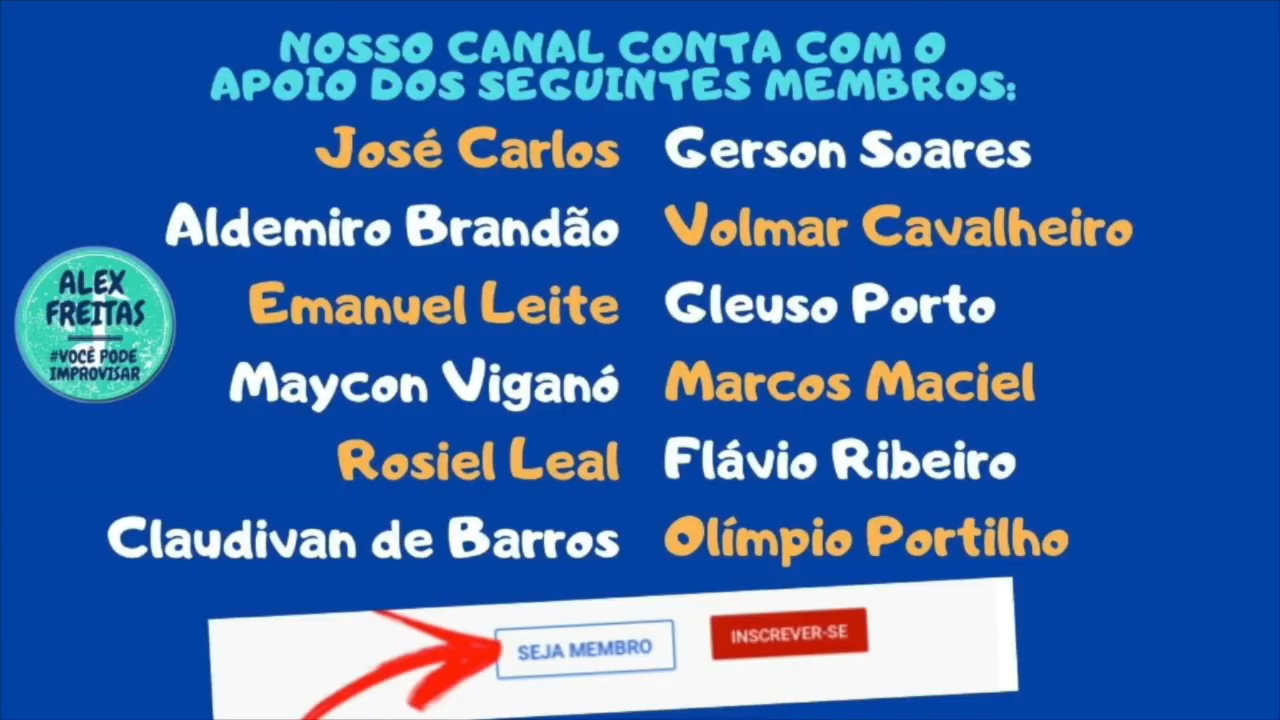 NOSSO CANAL CONTA COM O
APOIO DOS SEGUINTES MEMBROS:
José Carlos Gerson Soares
Aldemiro Brandão Volmar Cavalheiro
Emanuel Leite Gleuso Porto
Maycon Viganó Marcos Maciel
Rosiel Leal Flávio Ribeiro
Claudivan de Barros Olímpio Portilho
ALEX
FREITAS
#VOCÊ PODE
IMPROVISAR
SEJA MEMBRO INSCREVER-SE